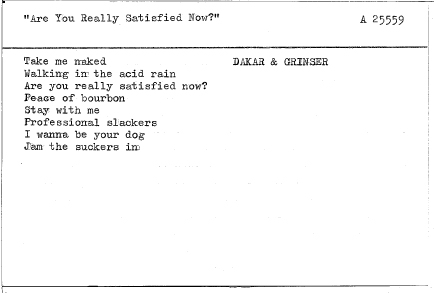 "Are You Really Satisfied Now?" A 25559
Take me naked DAKAR & GRINSER
Walking in the acid rain
Are you really satisfied now?
Peace of bourbon
Stay with me
Professional slackers
I wanna be your dog
Jam the suckers in